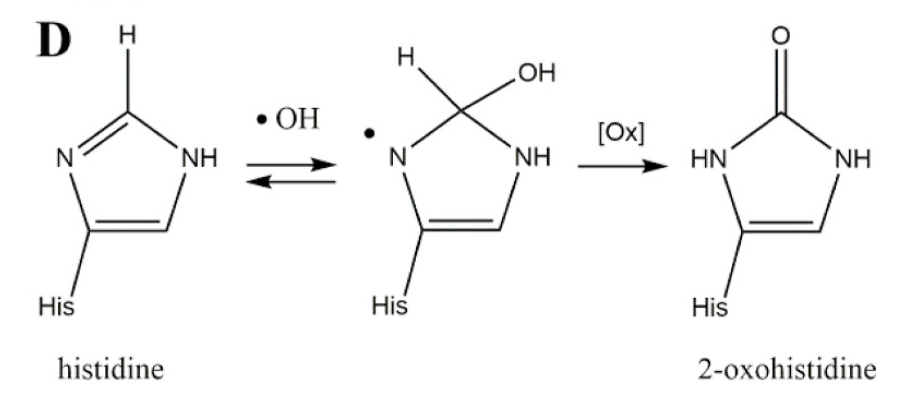 D
H
N
NH
His
histidine
• OH
H
OH
• N
NH
His
[Ox]
O
HN
NH
His
2-oxohistidine